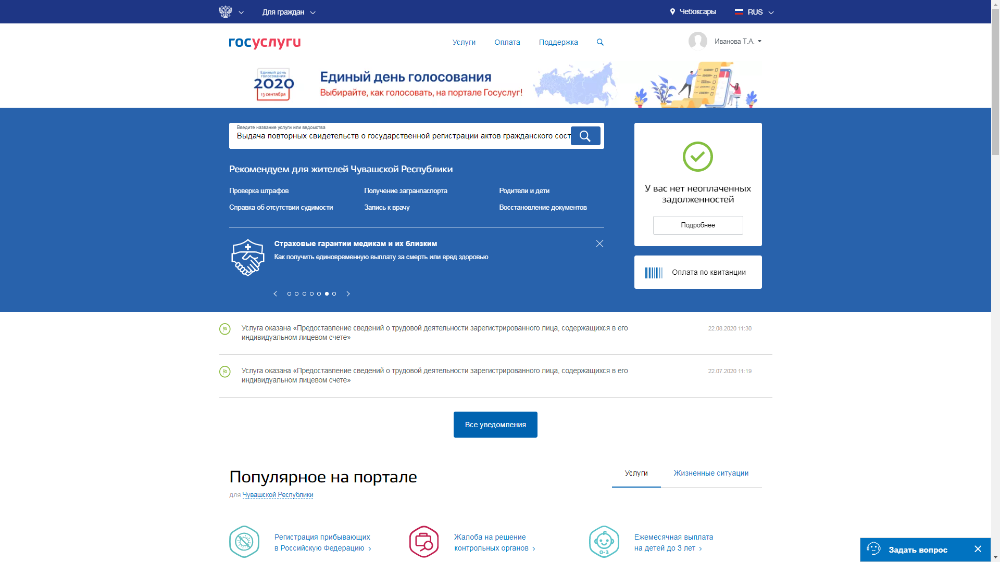 Для граждан
Чебоксары
RUS
госуслуги
Услуги
Оплата
Поддержка
Иванова Т.А.
Единый день
голосования
2020
13 сентября
Единый день голосования
Выбирайте, как голосовать, на портале Госуслуг!
Введите название услуги или ведомства
Выдача повторных свидетельств о государственной регистрации актов гражданского сост
Рекомендуем для жителей Чувашской Республики
Проверка штрафов
Получение загранпаспорта
Родители и дети
Справка об отсутствии судимости
Запись к врачу
Восстановление документов
Страховые гарантии медикам и их близким
Как получить единовременную выплату за смерть или вред здоровью
У вас нет неоплаченных
задолженностей
Подробнее
Оплата по квитанции
Услуга оказана «Предоставление сведений о трудовой деятельности зарегистрированного лица, содержащихся в его
индивидуальном лицевом счете»
22.08.2020 11:30
Услуга оказана «Предоставление сведений о трудовой деятельности зарегистрированного лица, содержащихся в его
индивидуальном лицевом счете»
22.07.2020 11:19
Все уведомления
Популярное на портале
Услуги
Жизненные ситуации
для Чувашской Республики
Регистрация прибывающих
в Российскую Федерацию
Жалоба на решение
контрольных органов
0-3
Ежемесячная выплата
на детей до 3 лет
Задать вопрос